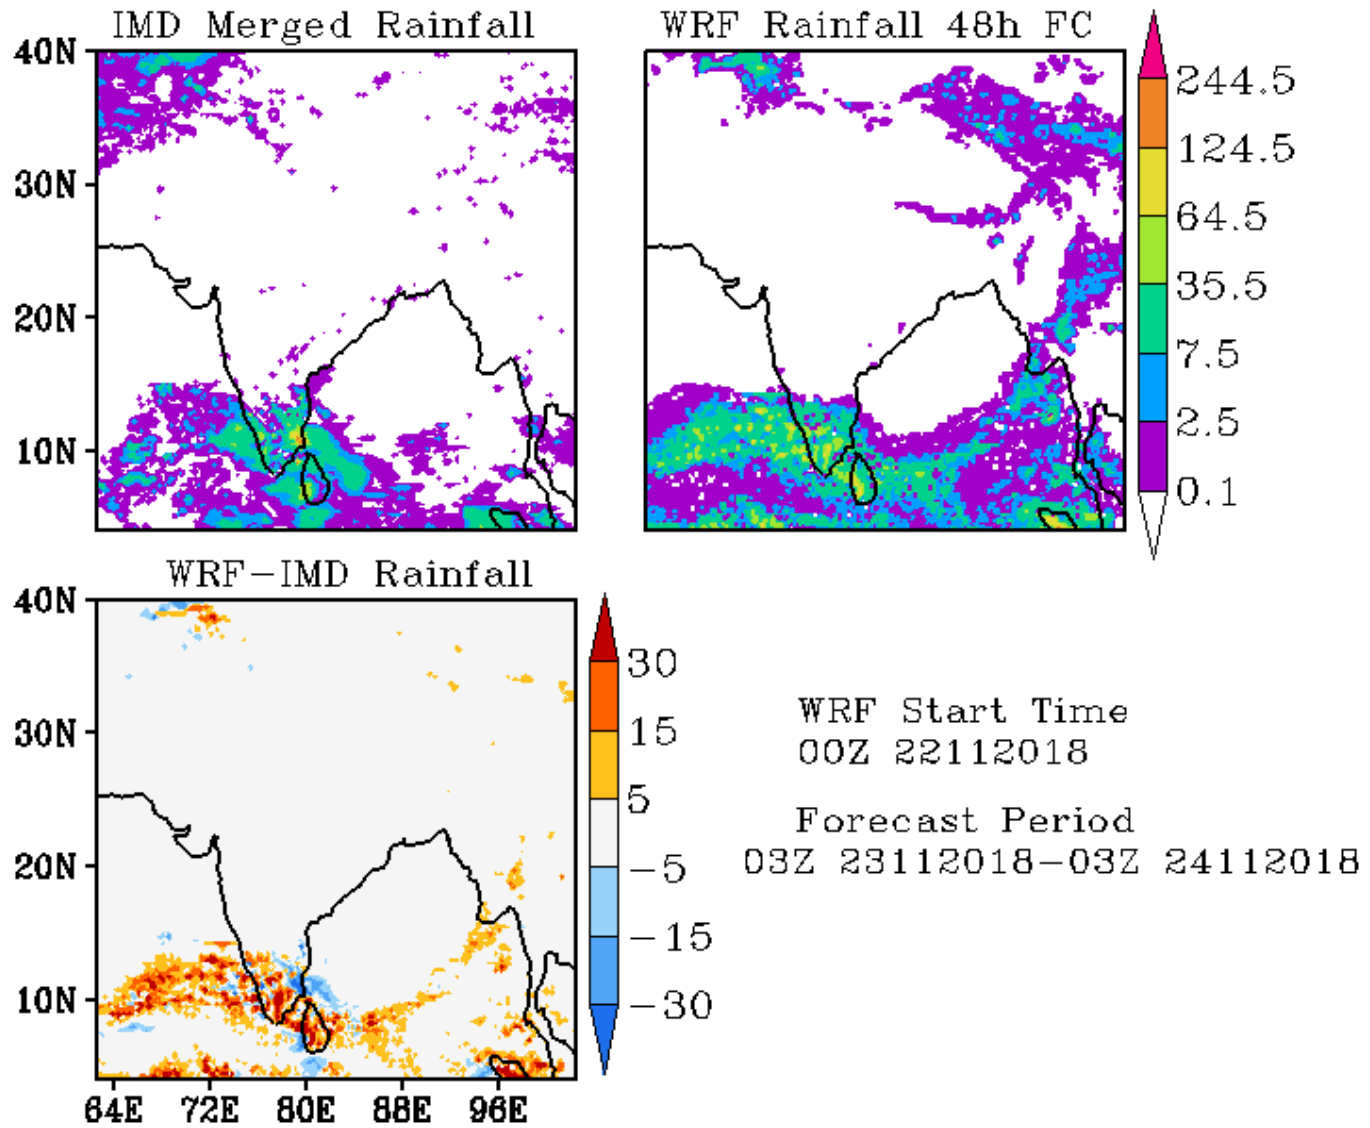 IMD Merged Rainfall
WRF Rainfall 48h FC
40N
30N
20N
10N
244.5
124.5
64.5
35.5
7.5
2.5
0.1
WRF-IMD Rainfall
40N
30N
20N
10N
64E 72E 80E 88E 96E
30
15
5
-5
-15
-30
WRF Start Time
00Z 22112018
Forecast Period
03Z 23112018-03Z 24112018